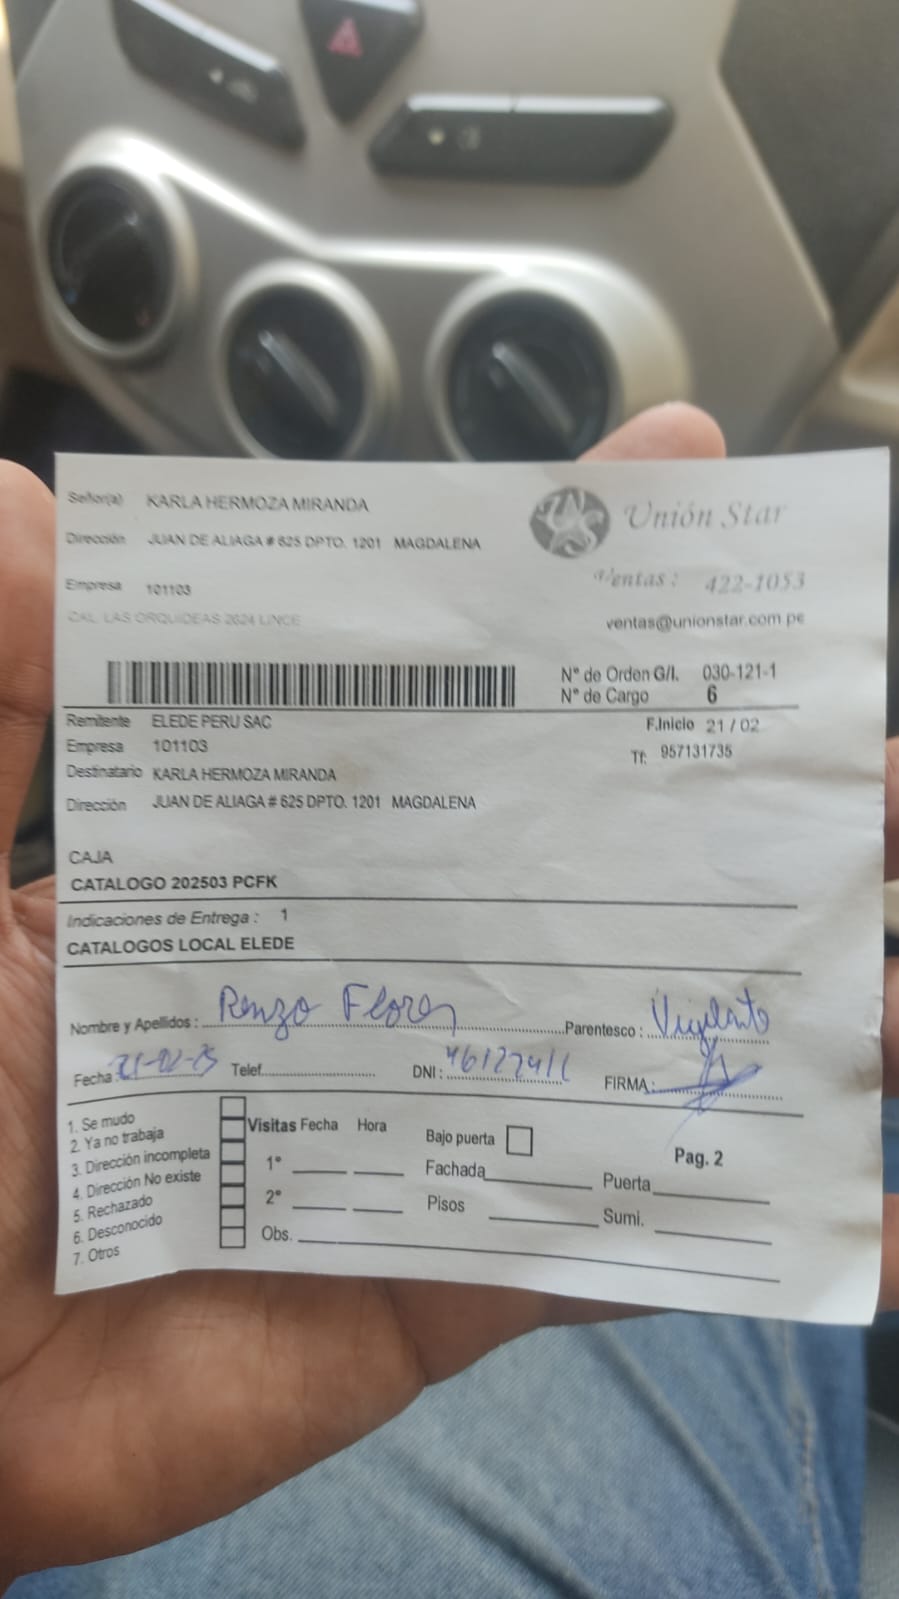 Señor(a) KARLA HERMOZA MIRANDA
Dirección JUAN DE ALIAGA # 625 DPTO. 1201 MAGDALENA
Empresa 101103
CAL. LAS ORQUIDEAS 2624 LINCE
Unión Star
Ventas : 422-1053
ventas@unionstar.com.pe
N° de Orden G/I. 030-121-1
N° de Cargo 6
Remitente ELEDE PERU SAC
Empresa 101103
Destinatario KARLA HERMOZA MIRANDA
Dirección JUAN DE ALIAGA # 625 DPTO. 1201 MAGDALENA
F.Inicio 21 / 02
Tf: 957131735
CAJA
CATALOGO 202503 PCFK
Indicaciones de Entrega : 1
CATALOGOS LOCAL ELEDE
Nombre y Apellidos : Renzo Flores Parentesco : Vigilante
Fecha : 21-02-25 Telef. DNI : 46122411 FIRMA:
1. Se mudo
2. Ya no trabaja
3. Dirección incompleta
4. Dirección No existe
5. Rechazado
6. Desconocido
7. Otros
Visitas Fecha Hora
1°
2°
Obs.
Bajo puerta
Fachada
Pisos
Pag. 2
Puerta
Sumi.